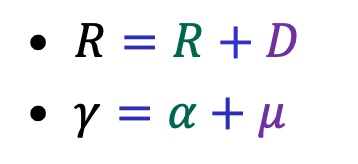 • R = R + D
• γ = α + μ